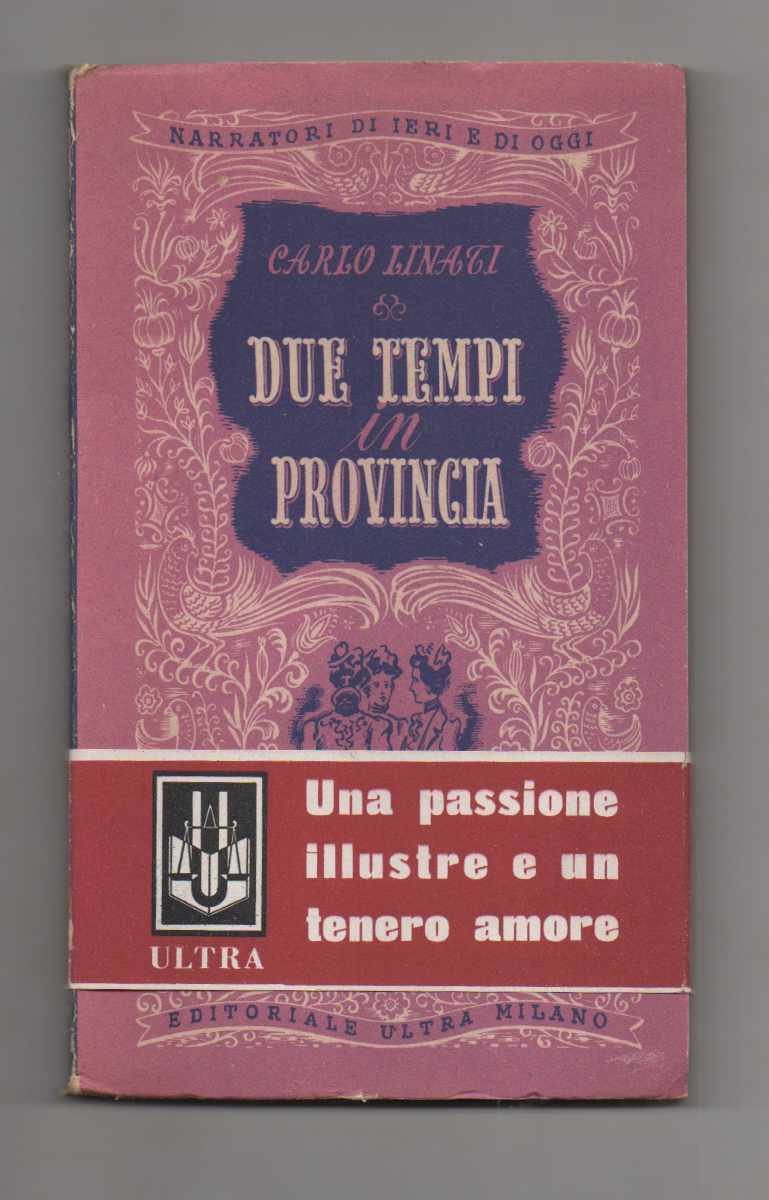 NARRATORI DI IERI E DI OGGI
CARLO LINATI
DUE TEMPI
in
PROVINCIA
Una passione
illustre e un
tenero amore
ULTRA
EDITORIALE ULTRA MILANO